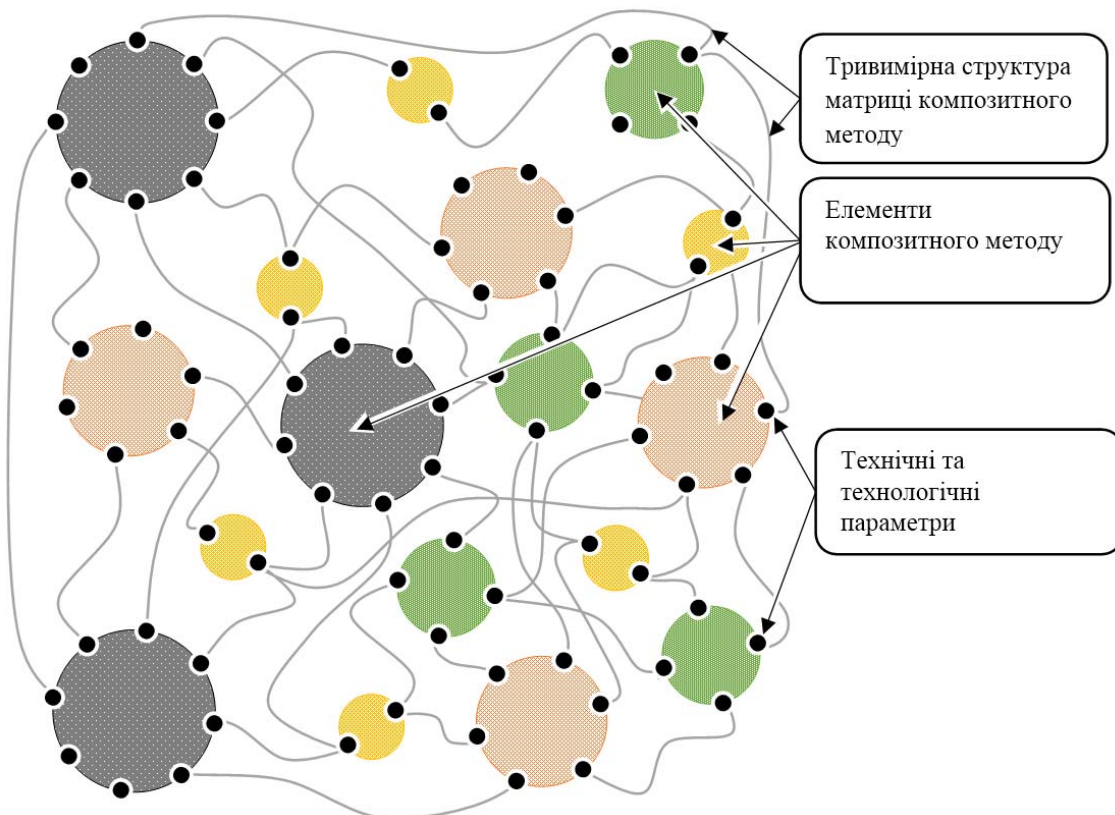 Тривимірна структура
матриці композитного
методу
Елементи
композитного методу
Технічні та
технологічні
параметри